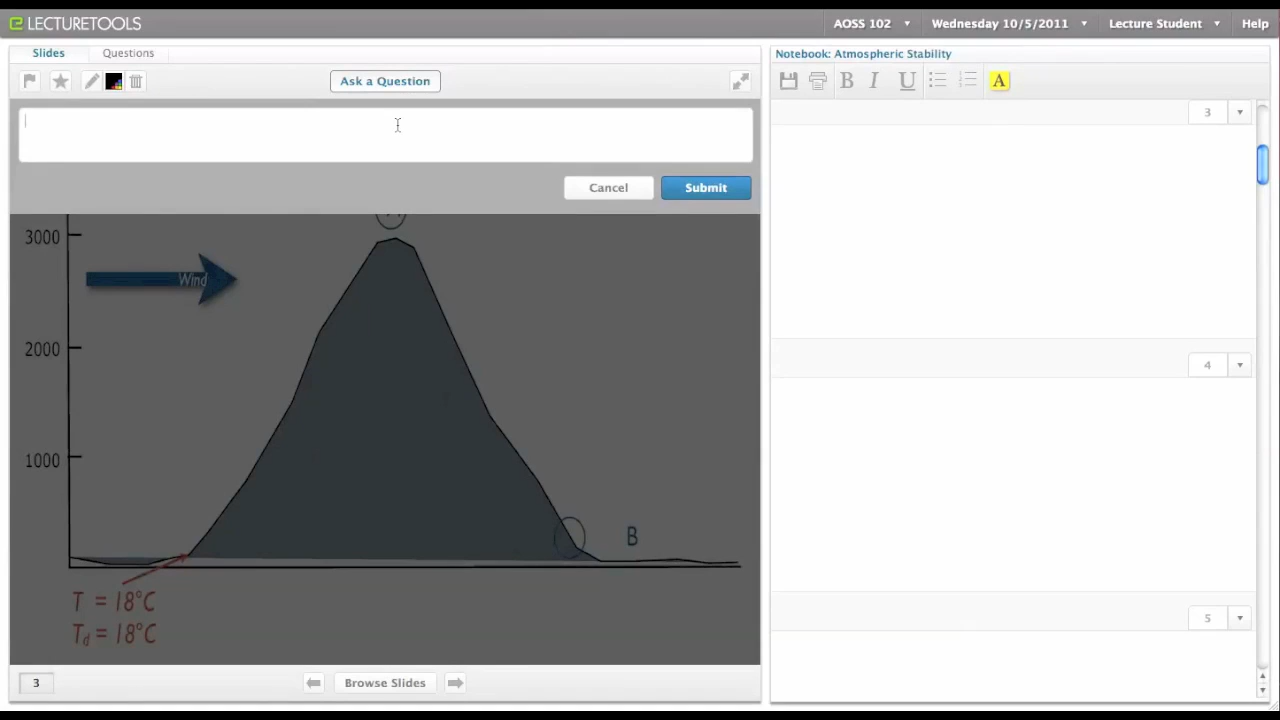 LECTURETOOLS
AOSS 102
Wednesday 10/5/2011
Lecture Student
Help
Slides
Questions
Ask a Question
Cancel
Submit
3000
2000
1000
Wind
B
T = 18°C
Td = 18°C
3
Browse Slides
Notebook: Atmospheric Stability
B I U
A
3
4
5